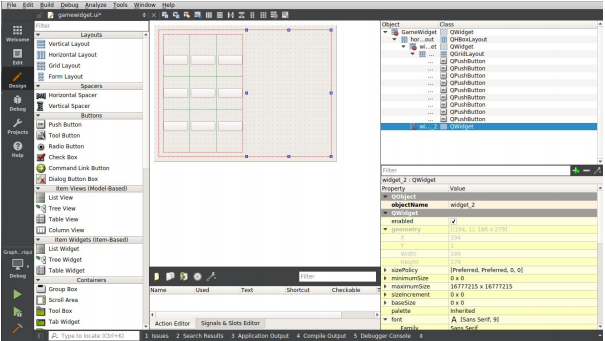 File Edit Build Debug Analyze Tools Window Help
gamewidget.ui*
Filter
Welcome
Edit
Design
Debug
Projects
Help
Debug
Layouts
Vertical Layout
Horizontal Layout
Grid Layout
Form Layout
Spacers
Horizontal Spacer
Vertical Spacer
Buttons
Push Button
Tool Button
Radio Button
Check Box
Command Link Button
Dialog Button Box
Item Views (Model-Based)
List View
Tree View
Table View
Column View
Item Widgets (Item-Based)
List Widget
Tree Widget
Table Widget
Containers
Group Box
Scroll Area
Tool Box
Tab Widget
Filter
Name Used Text Shortcut Checkable
Action Editor Signals & Slots Editor
Object Class
GameWidget QWidget
hor...out QHBoxLayout
wi...et QWidget
... QGridLayout
... QPushButton
... QPushButton
... QPushButton
... QPushButton
... QPushButton
... QPushButton
... QPushButton
... QPushButton
... QPushButton
wi..._2 QWidget
Filter
widget_2 : QWidget
Property Value
QObject
objectName widget_2
QWidget
enabled
geometry [(194, 1), 186 x 279]
X 194
Y 1
Width 186
Height 279
sizePolicy [Preferred, Preferred, 0, 0]
minimumSize 0 x 0
maximumSize 16777215 x 16777215
sizeIncrement 0 x 0
baseSize 0 x 0
palette Inherited
font A [Sans Serif, 9]
Family Sans Serif
Type to locate (Ctrl+K) 1 Issues 2 Search Results 3 Application Output 4 Compile Output 5 Debugger Console